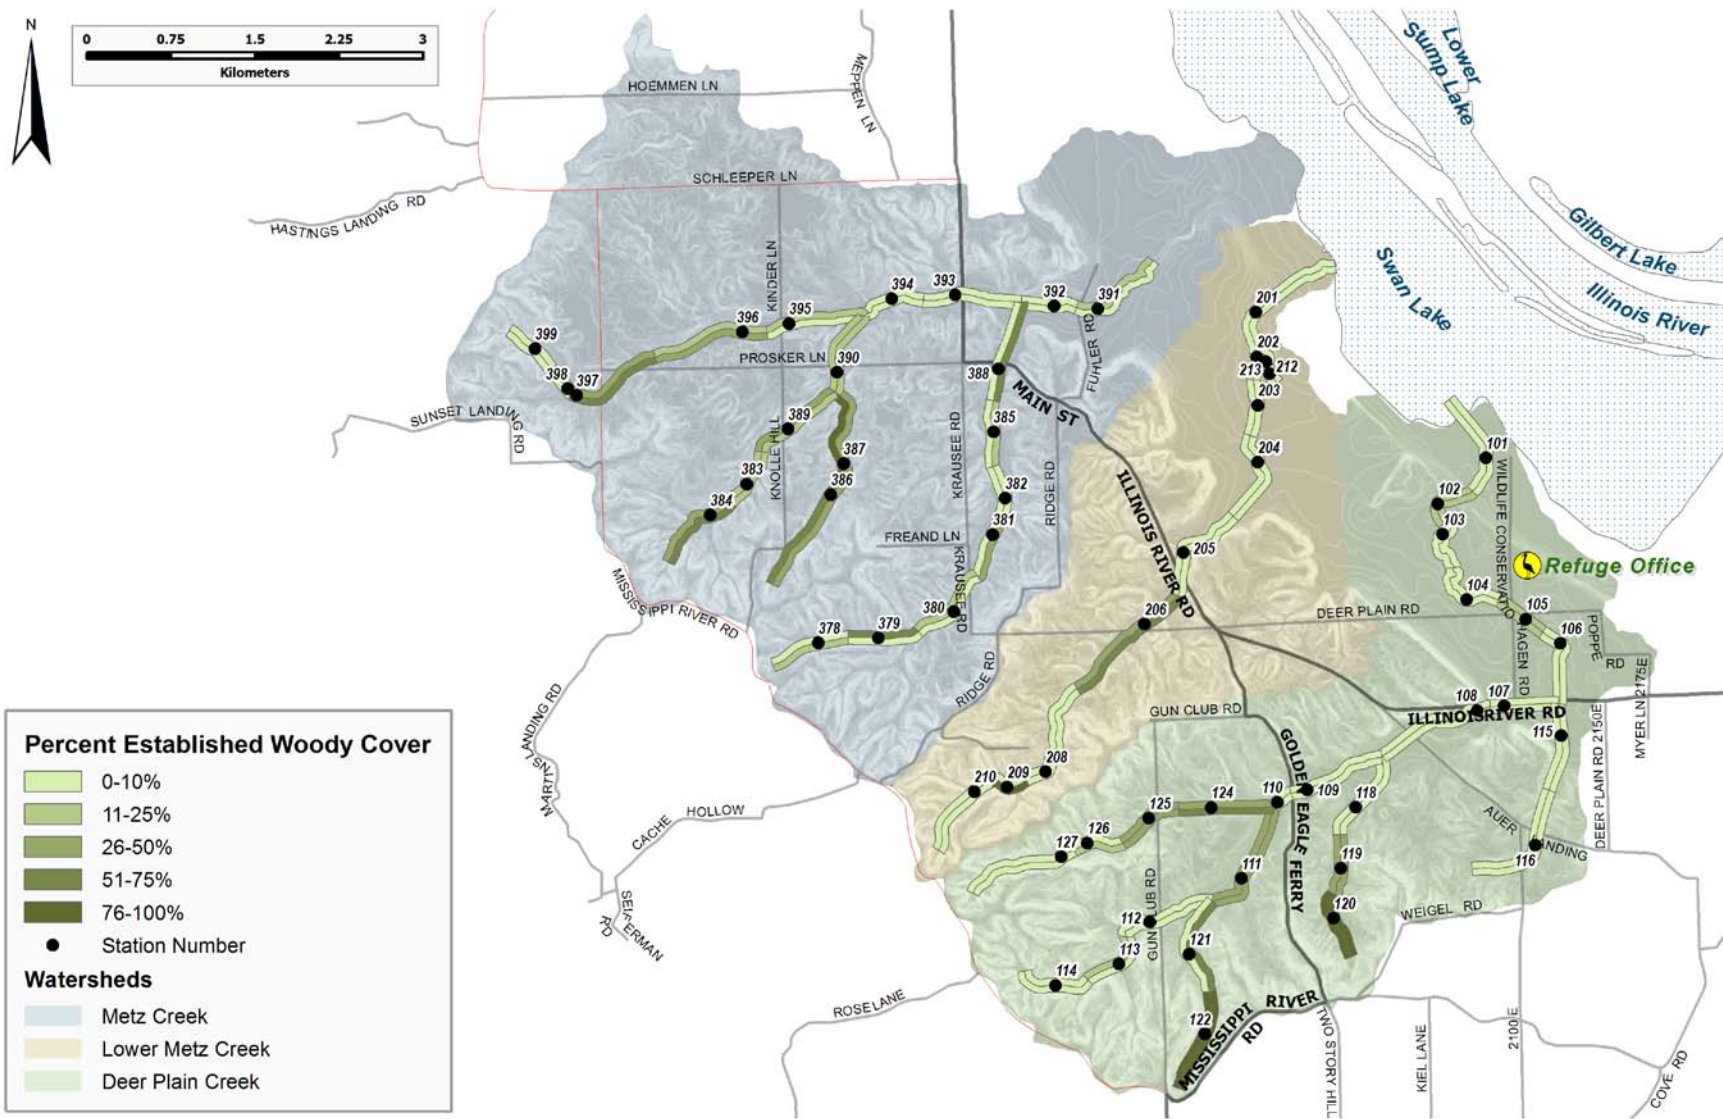 N
0 0.75 1.5 2.25 3
Kilometers
HOEMMEN LN
MEPPEN LN
Lower
Stump Lake
SCHLEEPER LN
HASTINGS LANDING RD
Gilbert Lake
Swan Lake
Illinois River
KINDER LN
394
393
392
391
201
396
395
399
PROSKER LN
390
FUHLER RD
202
212
213
398
397
388
MAIN ST
203
SUNSET LANDING RD
389
KNOLLE HILL
KRAUSEE RD
385
387
204
101
383
386
382
RIDGE RD
ILLINOIS RIVER RD
102
WILDLIFE CONSERVATIO
384
381
103
FREAND LN
205
Refuge Office
MISSISSIPPI RIVER RD
KRAUSEE RD
104
380
206
DEER PLAIN RD
105
378
379
106
POPPE
RD
HAGEN RD
RIDGE RD
MYER LN 2175E
108
107
GUN CLUB RD
ILLINOIS RIVER RD
DEER PLAIN RD 2150E
115
LANDING RD
GOLDEN EAGLE FERRY
208
209
210
109
110
118
124
125
AUER
ANDING
CACHE HOLLOW
126
127
116
111
119
120
GUN CLUB RD
WEIGEL RD
112
113
121
114
ROSELANE
122
MISSISSIPPI RIVER
RD
TWO STORY HILL
KIEL LANE
2100E
COVE RD
Percent Established Woody Cover
0-10%
11-25%
26-50%
51-75%
76-100%
Station Number
Watersheds
Metz Creek
Lower Metz Creek
Deer Plain Creek